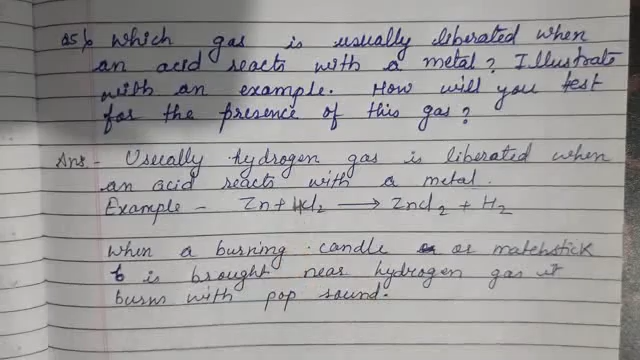 Q5) b which gas is usually liberated when
an acid reacts with a metal? Illustrate
with an example. How will you test
for the presence of this gas?
Ans.- Usually hydrogen gas is liberated when
an acid reacts with a metal.
Example - Zn + Hcl2 → Zncl2 + H2
When a burning candle or matchstick
is brought near hydrogen gas it
burns with pop sound.